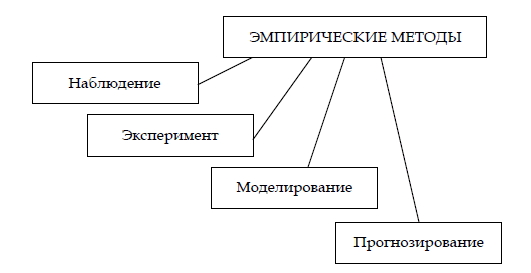 ЭМПИРИЧЕСКИЕ МЕТОДЫ
Наблюдение
Эксперимент
Моделирование
Прогнозирование